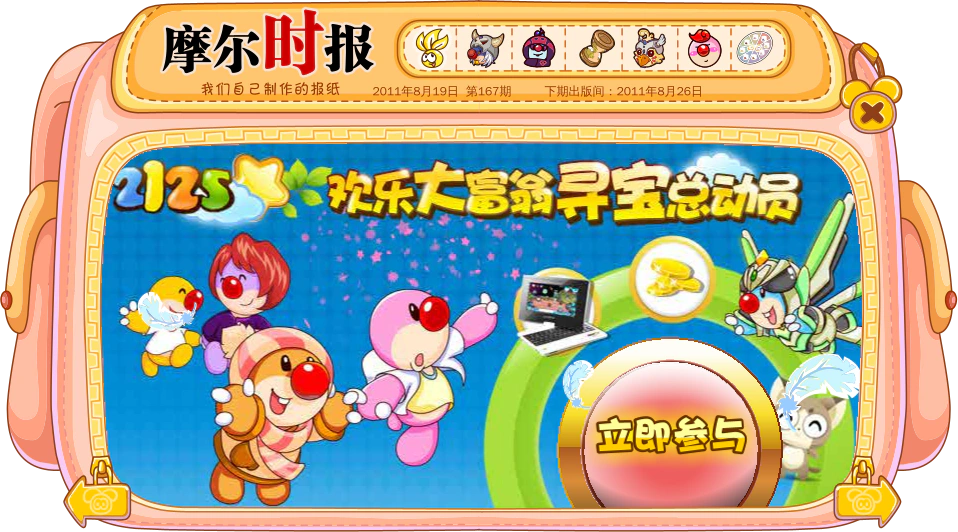 摩尔时报
我们自己制作的报纸
2011年8月19日 第167期 下期出版间：2011年8月26日
2125 欢乐大富翁寻宝总动员
立即参与